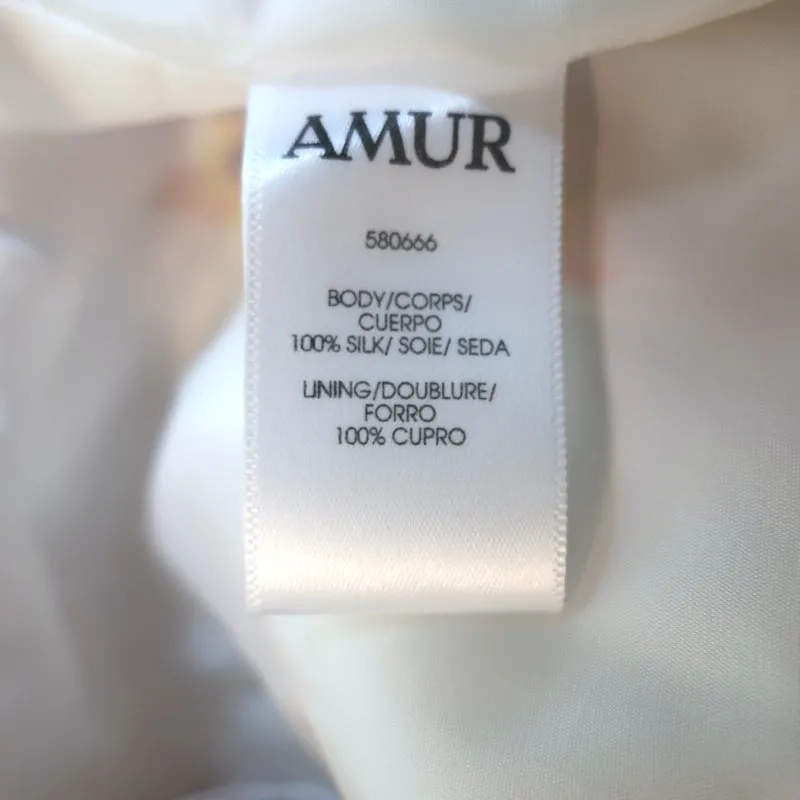 AMUR
580666
BODY/CORPS/
CUERPO
100% SILK/ SOIE/ SEDA
LINING/DOUBLURE/
FORRO
100% CUPRO